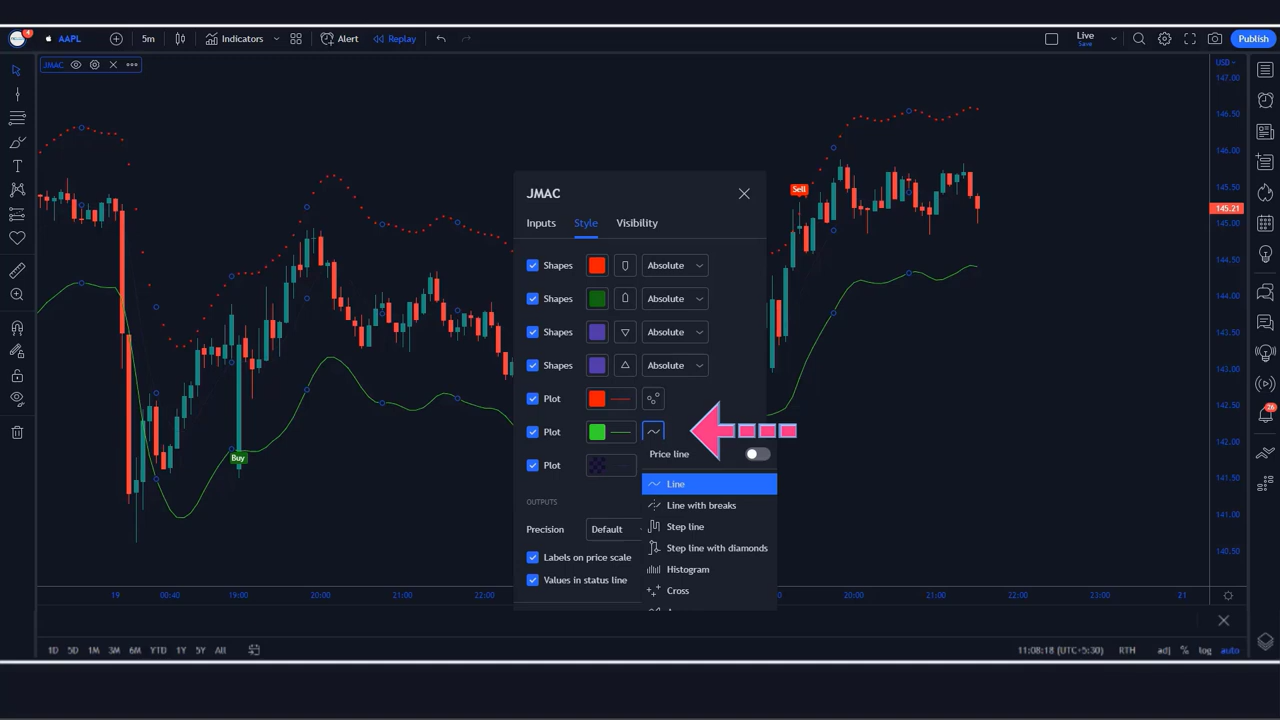 4
AAPL
5m
Indicators
Alert
Replay
Live
Save
Publish
JMAC
USD
147.00
146.50
146.00
145.50
145.21
145.00
144.50
144.00
143.50
143.00
142.50
142.00
141.50
141.00
140.50
Sell
Buy
JMAC
Inputs
Style
Visibility
Shapes
Absolute
Shapes
Absolute
Shapes
Absolute
Shapes
Absolute
Plot
Plot
Price line
Plot
Line
OUTPUTS
Line with breaks
Precision
Default
Step line
Step line with diamonds
Labels on price scale
Histogram
Values in status line
Cross
26
19
00:40
19:00
20:00
21:00
22:00
20:00
21:00
22:00
23:00
21
1D 5D 1M 3M 6M YTD 1Y 5Y All
11:08:18 (UTC+5:30)
RTH
adj
%
log
auto